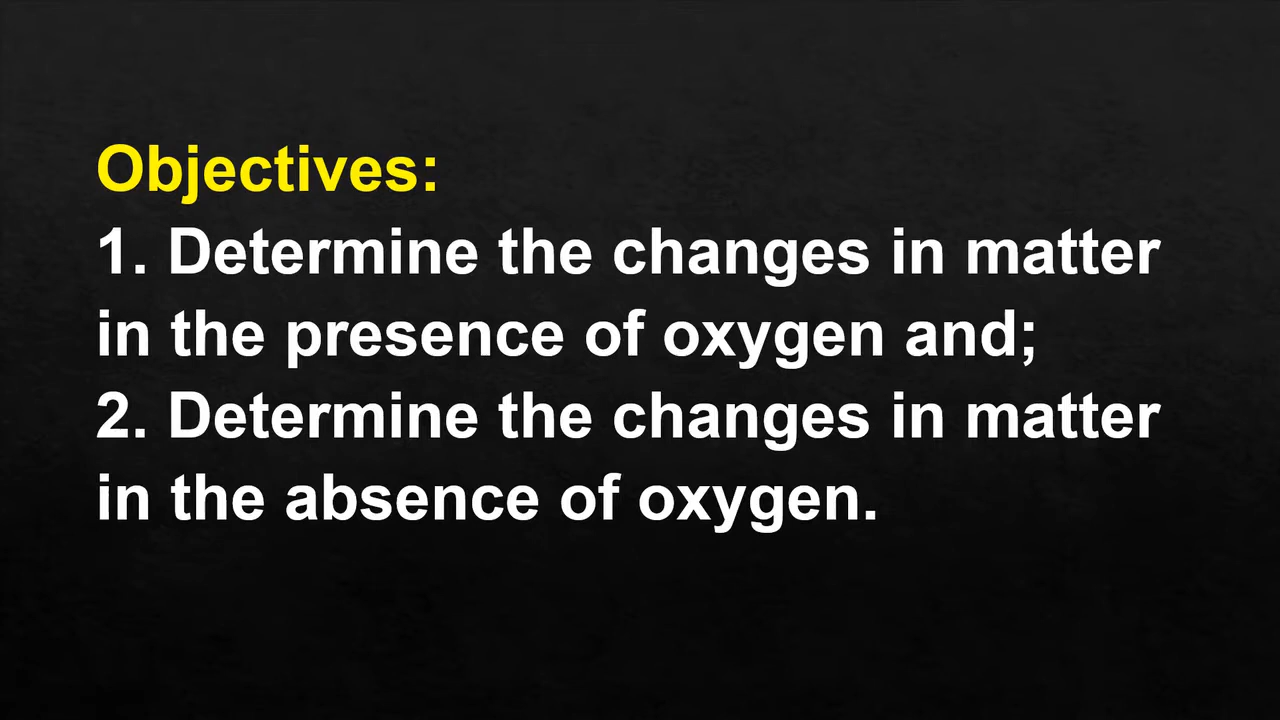 Objectives:
1. Determine the changes in matter
in the presence of oxygen and;
2. Determine the changes in matter
in the absence of oxygen.